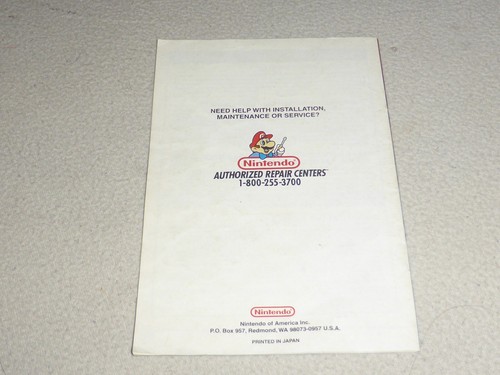 NEED HELP WITH INSTALLATION,
MAINTENANCE OR SERVICE?
Nintendo
AUTHORIZED REPAIR CENTERS™
1-800-255-3700
Nintendo
Nintendo of America Inc.
P.O. Box 957, Redmond, WA 98073-0957 U.S.A.
PRINTED IN JAPAN